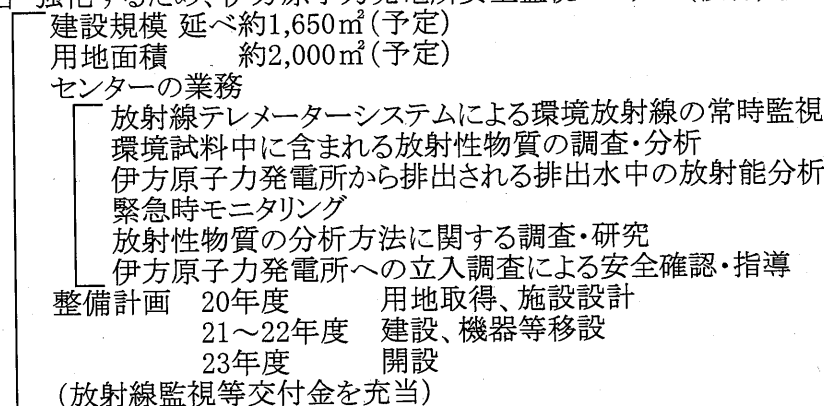 強化するため、伊方原子力発電所安全監視
建設規模 延べ約1,650㎡(予定)
用地面積 約2,000㎡(予定)
センターの業務
放射線テレメーターシステムによる環境放射線の常時監視
環境試料中に含まれる放射性物質の調査・分析
伊方原子力発電所から排出される排出水中の放射能分析
緊急時モニタリング
放射性物質の分析方法に関する調査・研究
伊方原子力発電所への立入調査による安全確認・指導
整備計画 20年度 用地取得、施設設計
21～22年度 建設、機器等移設
23年度 開設
(放射線監視等交付金を充当)